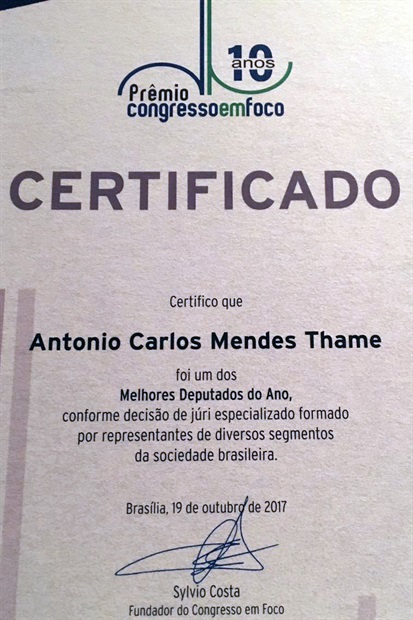 10
anos
Prêmio
congressoemfoco
CERTIFICADO
Certifico que
Antonio Carlos Mendes Thame
foi um dos
Melhores Deputados do Ano,
conforme decisão de júri especializado formado
por representantes de diversos segmentos
da sociedade brasileira.
Brasília, 19 de outubro de 2017
Sylvio Costa
Fundador do Congresso em Foco